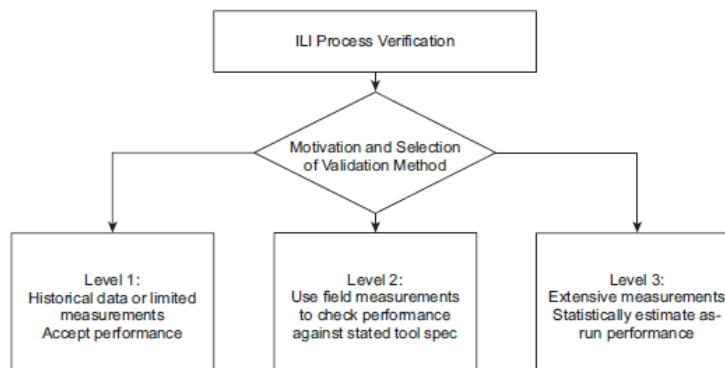 ILI Process Verification
Motivation and Selection
of Validation Method
Level 1:
Historical data or limited
measurements
Accept performance
Level 2:
Use field measurements
to check performance
against stated tool spec
Level 3:
Extensive measurements
Statistically estimate as-
run performance